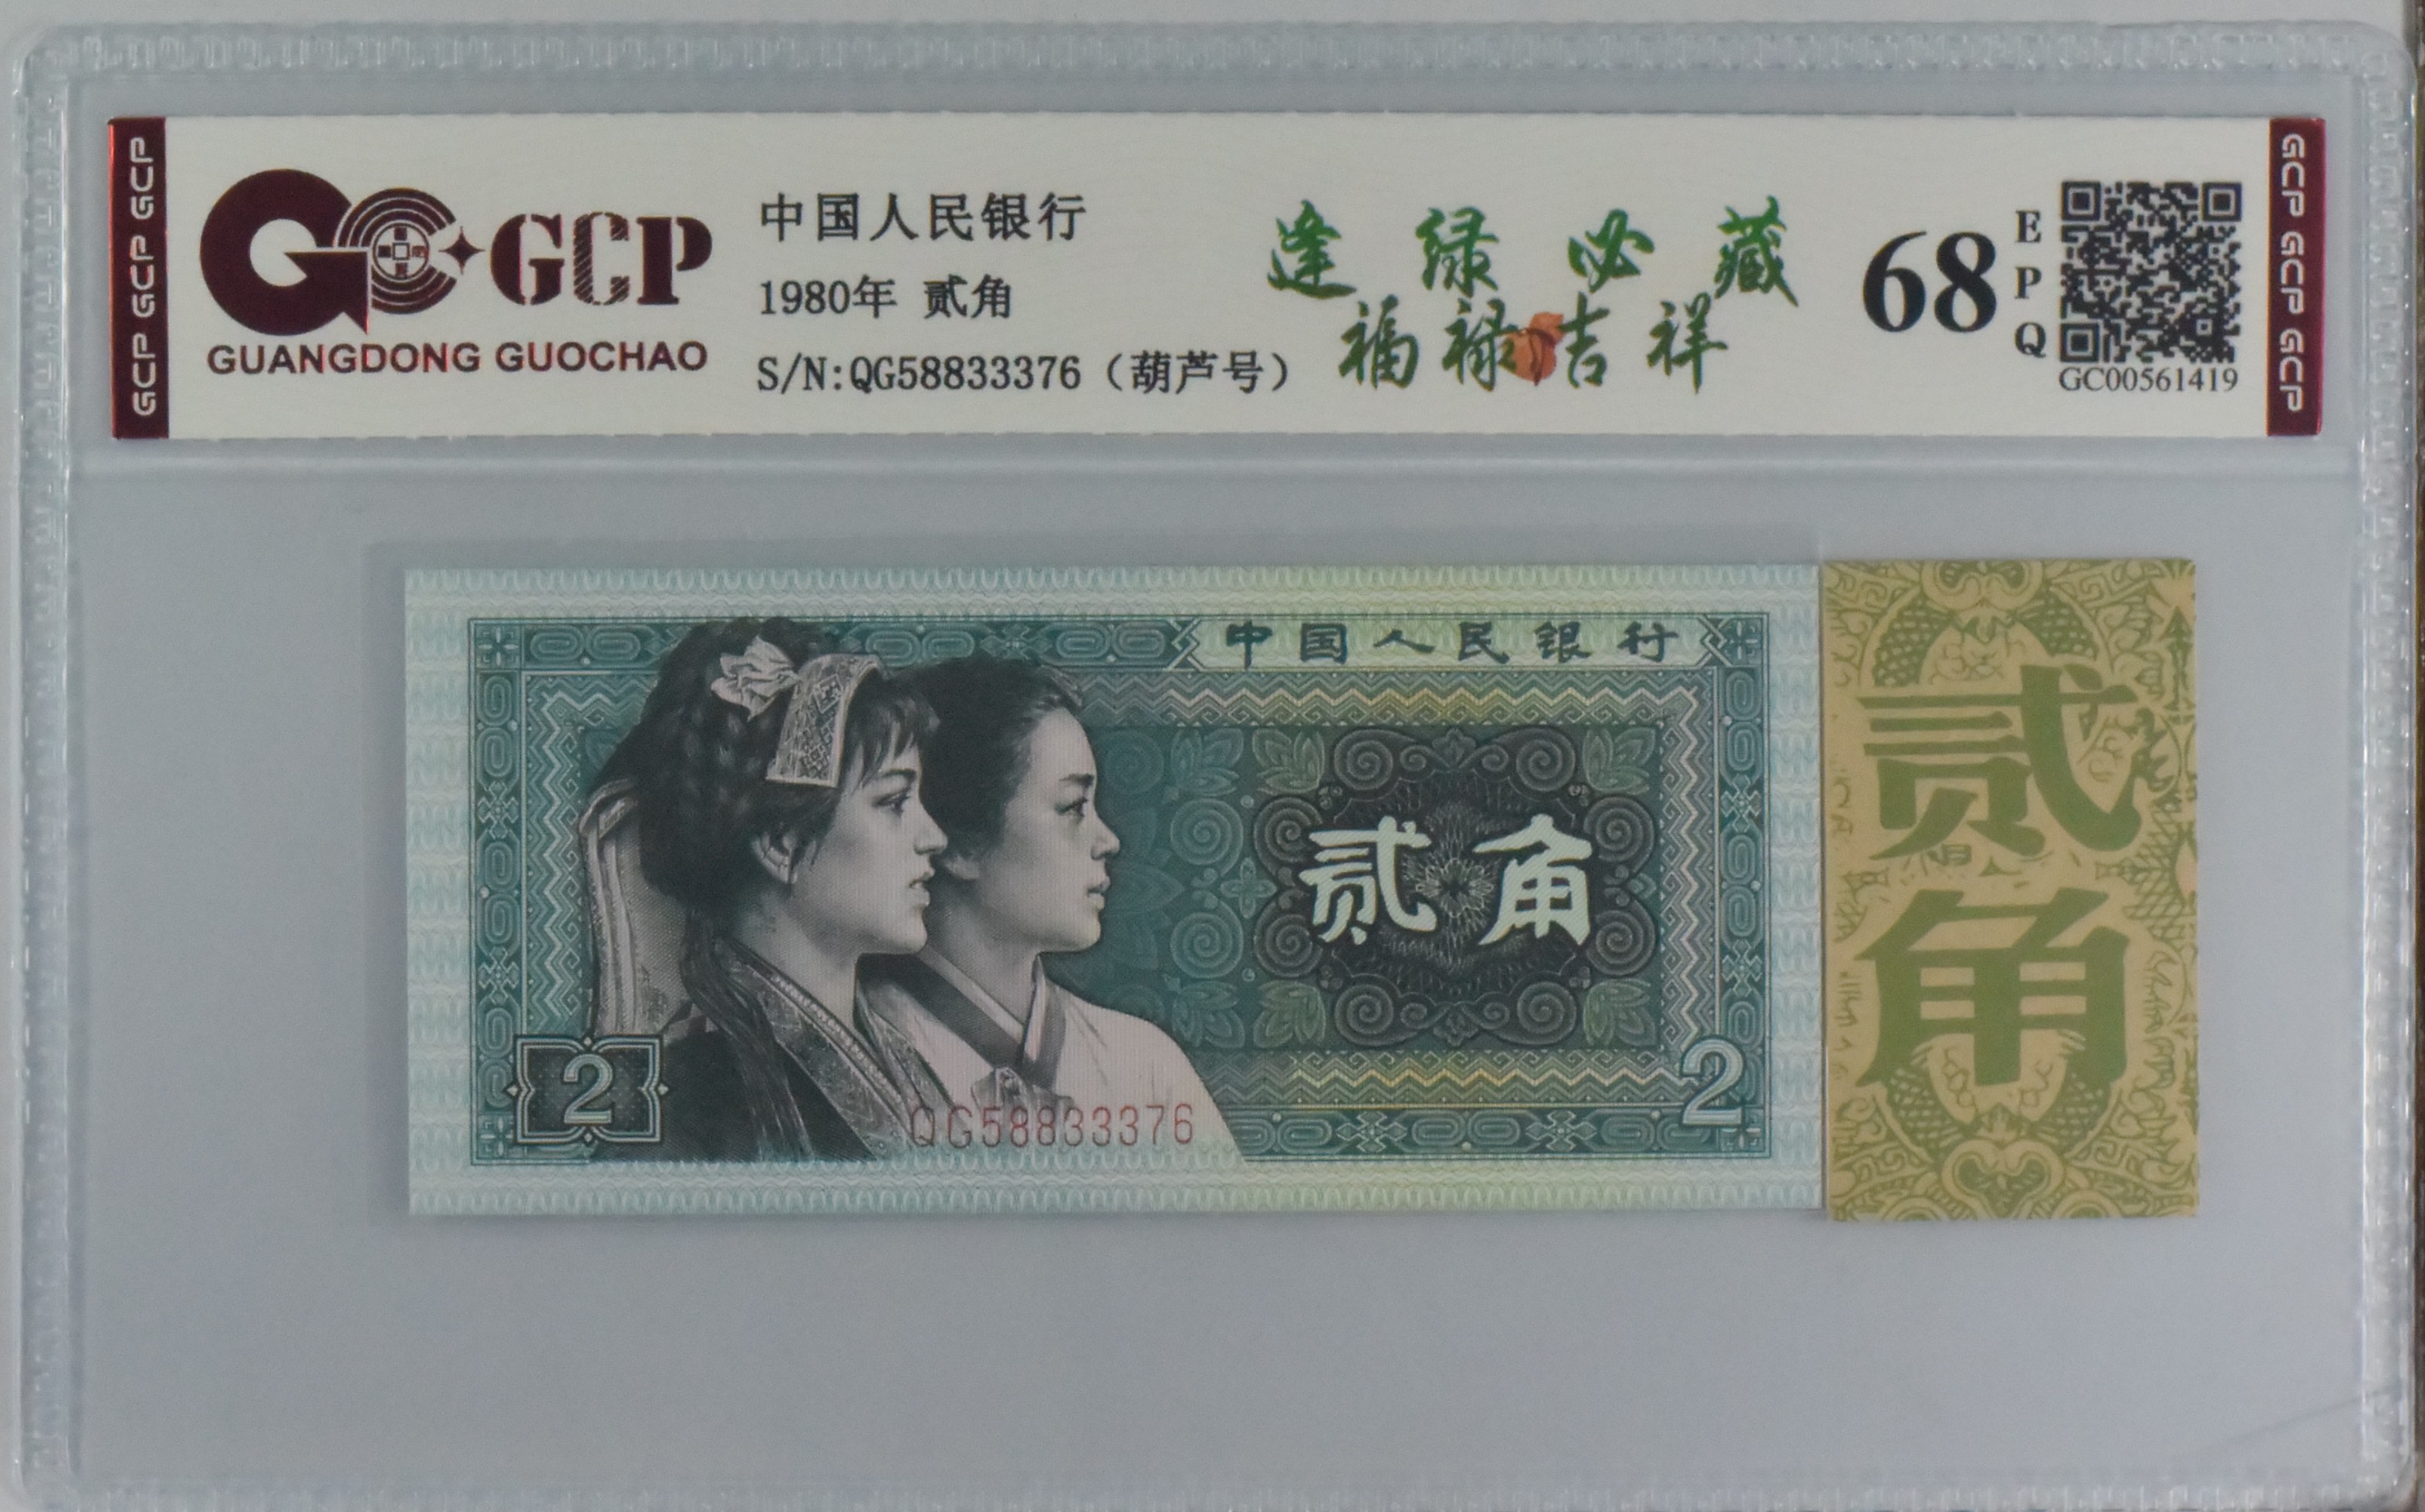 GCP GCP GCP
GCP
GUANGDONG GUOCHAO
中国人民银行
1980年 贰角
S/N:QG58833376（葫芦号）
逢绿必藏
福禄吉祥
68
EPQ
GC00561419
GCP GCP GCP
中国人民银行
贰角
2
QG58833376
2
贰角